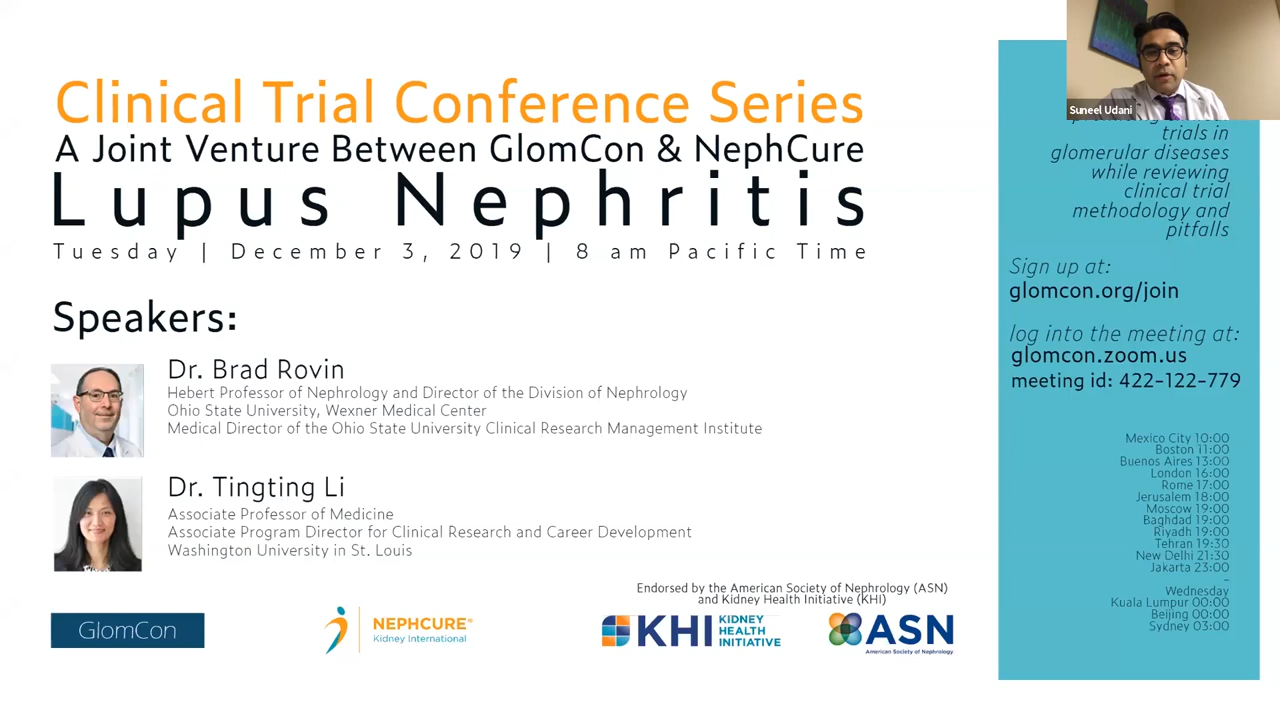 Clinical Trial Conference Series
A Joint Venture Between GlomCon & NephCure
Lupus Nephritis
Tuesday | December 3, 2019 | 8 am Pacific Time
Speakers:
Dr. Brad Rovin
Hebert Professor of Nephrology and Director of the Division of Nephrology
Ohio State University, Wexner Medical Center
Medical Director of the Ohio State University Clinical Research Management Institute
Dr. Tingting Li
Associate Professor of Medicine
Associate Program Director for Clinical Research and Career Development
Washington University in St. Louis
Endorsed by the American Society of Nephrology (ASN)
and Kidney Health Initiative (KHI)
GlomCon
NEPHCURE®
Kidney International
KHI KIDNEY
HEALTH
INITIATIVE
ASN
American Society of Nephrology
Suneel Udani
trials in
glomerular diseases
while reviewing
clinical trial
methodology and
pitfalls
Sign up at:
glomcon.org/join
log into the meeting at:
glomcon.zoom.us
meeting id: 422-122-779
Mexico City 10:00
Boston 11:00
Buenos Aires 13:00
London 16:00
Rome 17:00
Jerusalem 18:00
Moscow 19:00
Baghdad 19:00
Riyadh 19:00
Tehran 19:30
New Delhi 21:30
Jakarta 23:00
–
Wednesday
Kuala Lumpur 00:00
Beijing 00:00
Sydney 03:00